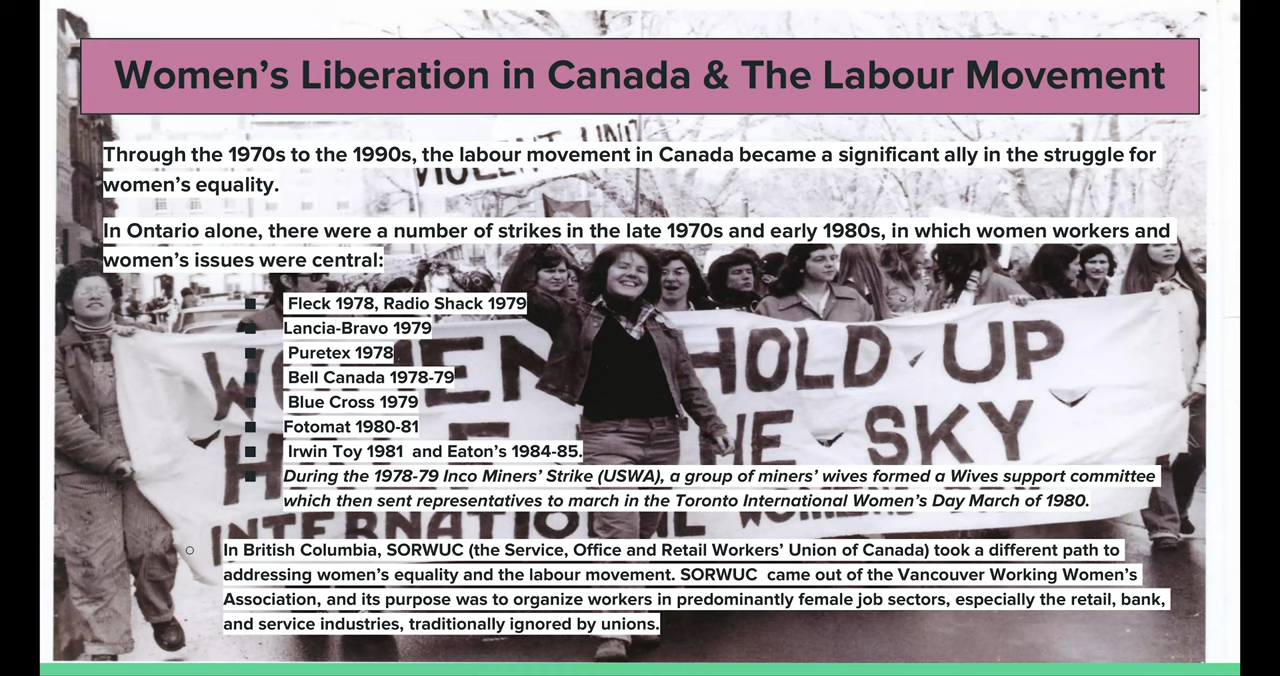 Women’s Liberation in Canada & The Labour Movement
VIOLENT UNI
Through the 1970s to the 1990s, the labour movement in Canada became a significant ally in the struggle for
women’s equality.
In Ontario alone, there were a number of strikes in the late 1970s and early 1980s, in which women workers and
women’s issues were central:
Fleck 1978, Radio Shack 1979
Lancia-Bravo 1979
Puretex 1978
Bell Canada 1978-79
Blue Cross 1979
Fotomat 1980-81
Irwin Toy 1981 and Eaton’s 1984-85.
During the 1978-79 Inco Miners’ Strike (USWA), a group of miners’ wives formed a Wives support committee
which then sent representatives to march in the Toronto International Women’s Day March of 1980.
In British Columbia, SORWUC (the Service, Office and Retail Workers’ Union of Canada) took a different path to
addressing women’s equality and the labour movement. SORWUC came out of the Vancouver Working Women’s
Association, and its purpose was to organize workers in predominantly female job sectors, especially the retail, bank,
and service industries, traditionally ignored by unions.
WOMEN HOLD UP
HALF THE SKY
INTERNATIONAL WOMENS